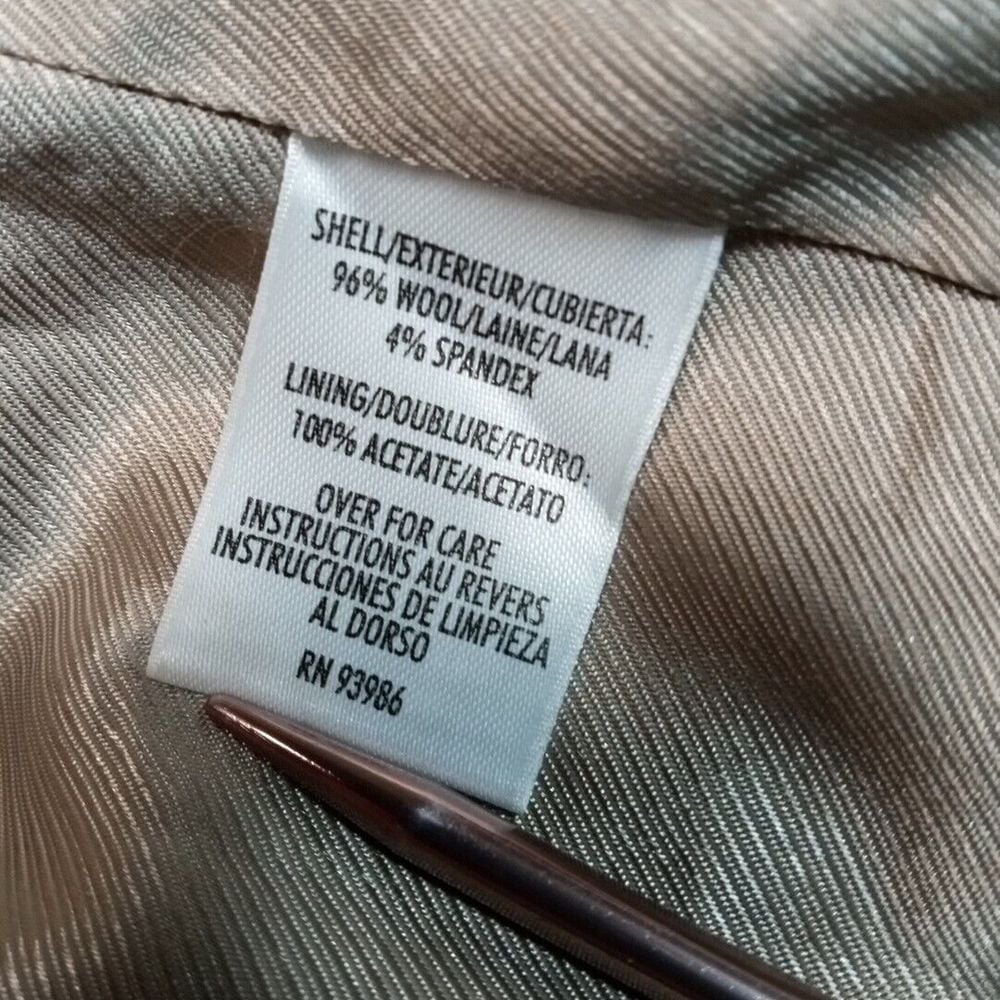 SHELL/EXTERIEUR/CUBIERTA:
96% WOOL/LAINE/LANA
4% SPANDEX
LINING/DOUBLURE/FORRO:
100% ACETATE/ACETATO
OVER FOR CARE
INSTRUCTIONS AU REVERS
INSTRUCCIONES DE LIMPIEZA
AL DORSO
RN 93986